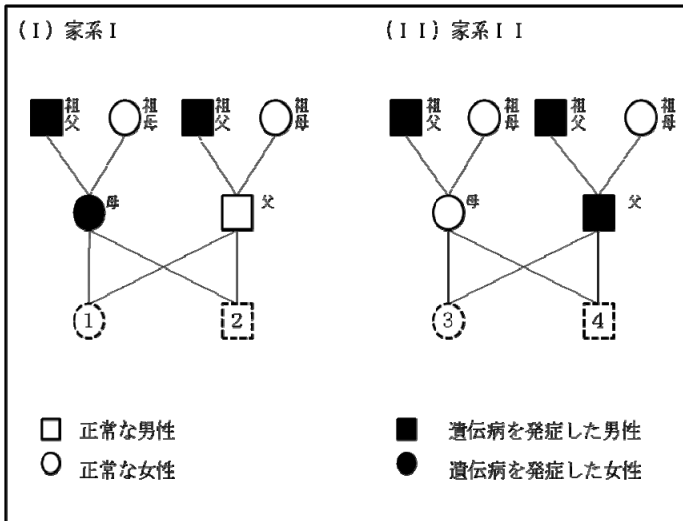 (Ⅰ) 家系Ⅰ
(ⅠⅠ) 家系ⅠⅠ
祖父
祖母
祖父
祖母
祖父
祖母
祖父
祖母
母
父
母
父
1
2
3
4
正常な男性
遺伝病を発症した男性
正常な女性
遺伝病を発症した女性